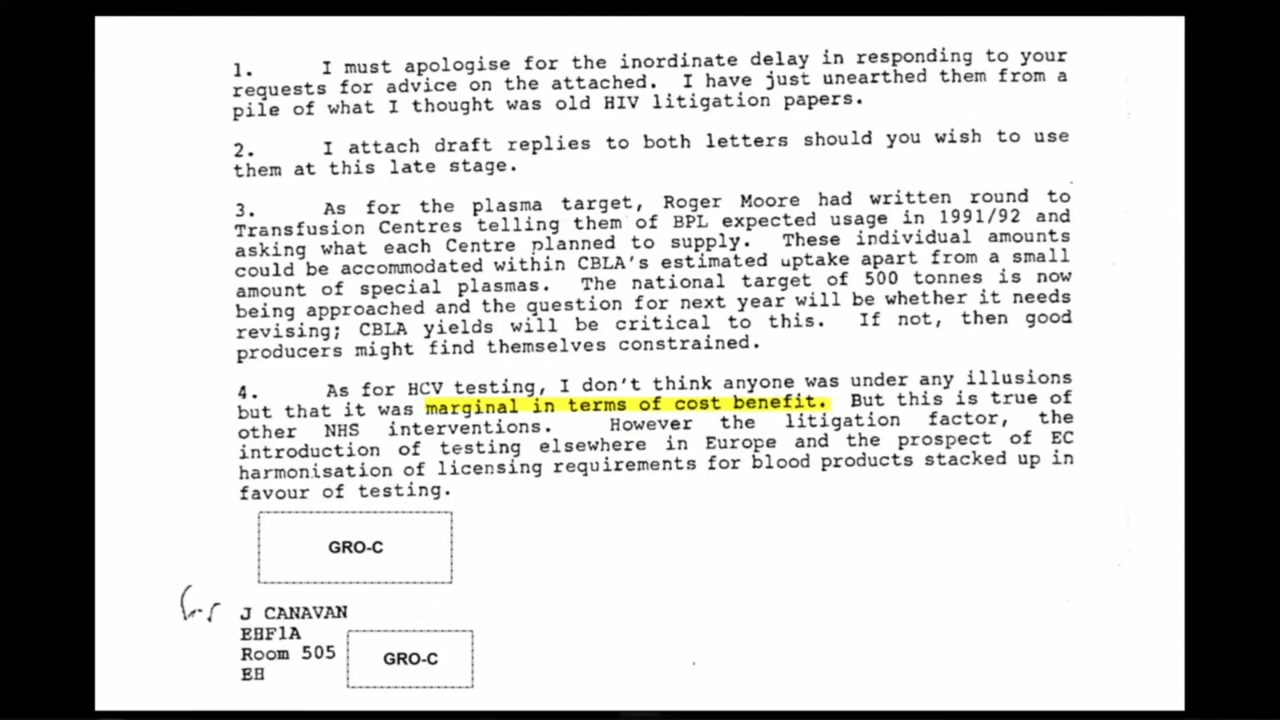 1. I must apologise for the inordinate delay in responding to your
requests for advice on the attached. I have just unearthed them from a
pile of what I thought was old HIV litigation papers.
2. I attach draft replies to both letters should you wish to use
them at this late stage.
3. As for the plasma target, Roger Moore had written round to
Transfusion Centres telling them of BPL expected usage in 1991/92 and
asking what each Centre planned to supply. These individual amounts
could be accommodated within CBLA's estimated uptake apart from a small
amount of special plasmas. The national target of 500 tonnes is now
being approached and the question for next year will be whether it needs
revising; CBLA yields will be critical to this. If not, then good
producers might find themselves constrained.
4. As for HCV testing, I don't think anyone was under any illusions
but that it was marginal in terms of cost benefit. But this is true of
other NHS interventions. However the litigation factor, the
introduction of testing elsewhere in Europe and the prospect of EC
harmonisation of licensing requirements for blood products stacked up in
favour of testing.
GRO-C
J CANAVAN
EHF1A
Room 505
EH
GRO-C